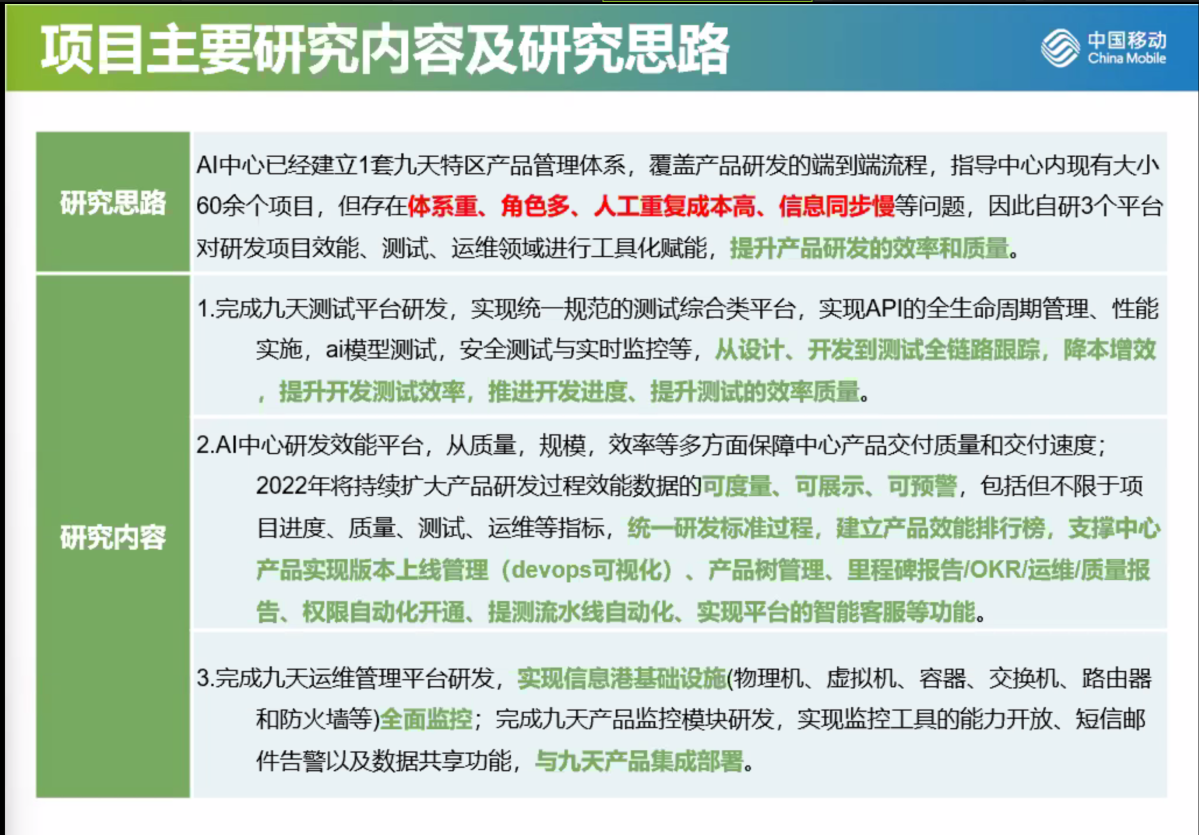 项目主要研究内容及研究思路
中国移动
China Mobile
研究思路
AI中心已经建立1套九天特区产品管理体系，覆盖产品研发的端到端流程，指导中心内现有大小
60余个项目，但存在体系重、角色多、人工重复成本高、信息同步慢等问题，因此自研3个平台
对研发项目效能、测试、运维领域进行工具化赋能，提升产品研发的效率和质量。
研究内容
1.完成九天测试平台研发，实现统一规范的测试综合类平台，实现API的全生命周期管理、性能
实施，ai模型测试，安全测试与实时监控等，从设计、开发到测试全链路跟踪，降本增效
，提升开发测试效率，推进开发进度、提升测试的效率质量。
2.AI中心研发效能平台，从质量，规模，效率等多方面保障中心产品交付质量和交付速度；
2022年将持续扩大产品研发过程效能数据的可度量、可展示、可预警，包括但不限于项
目进度、质量、测试、运维等指标，统一研发标准过程，建立产品效能排行榜，支撑中心
产品实现版本上线管理（devops可视化）、产品树管理、里程碑报告/OKR/运维/质量报
告、权限自动化开通、提测流水线自动化、实现平台的智能客服等功能。
3.完成九天运维管理平台研发，实现信息港基础设施(物理机、虚拟机、容器、交换机、路由器
和防火墙等)全面监控；完成九天产品监控模块研发，实现监控工具的能力开放、短信邮
件告警以及数据共享功能，与九天产品集成部署。